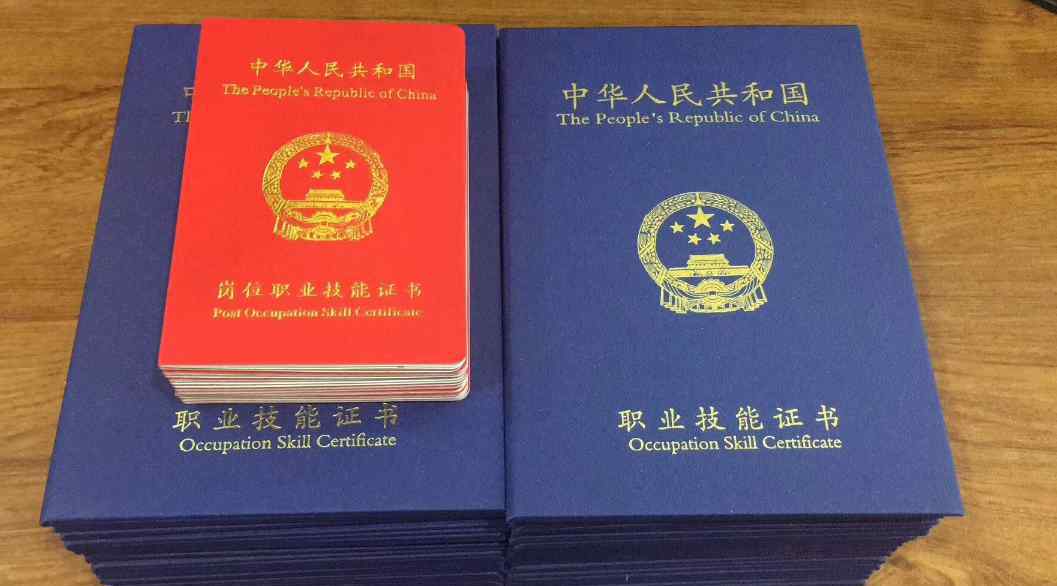 中华人民共和国
The People's Republic of China
岗位职业技能证书
Post Occupation Skill Certificate
职业技能证书
Occupation Skill Certificate
中华人民共和国
The People's Republic of China
职业技能证书
Occupation Skill Certificate